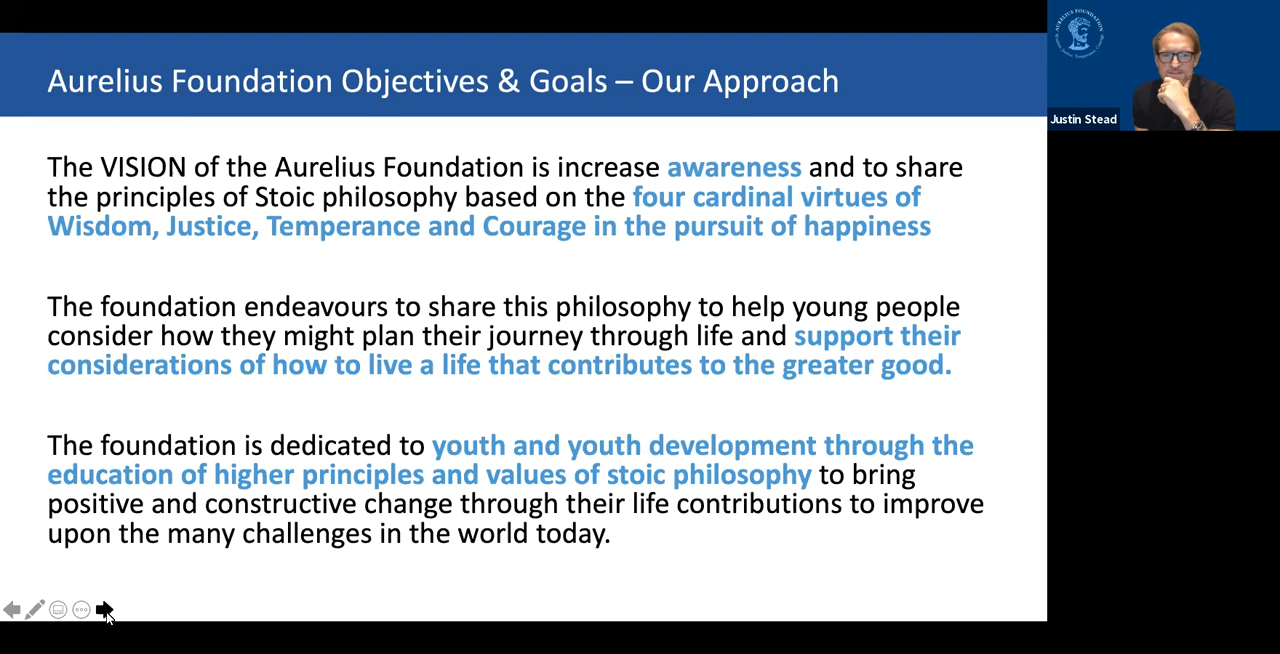 Aurelius Foundation Objectives & Goals – Our Approach
The VISION of the Aurelius Foundation is increase awareness and to share
the principles of Stoic philosophy based on the four cardinal virtues of
Wisdom, Justice, Temperance and Courage in the pursuit of happiness
The foundation endeavours to share this philosophy to help young people
consider how they might plan their journey through life and support their
considerations of how to live a life that contributes to the greater good.
The foundation is dedicated to youth and youth development through the
education of higher principles and values of stoic philosophy to bring
positive and constructive change through their life contributions to improve
upon the many challenges in the world today.
AURELIUS FOUNDATION
Justin Stead